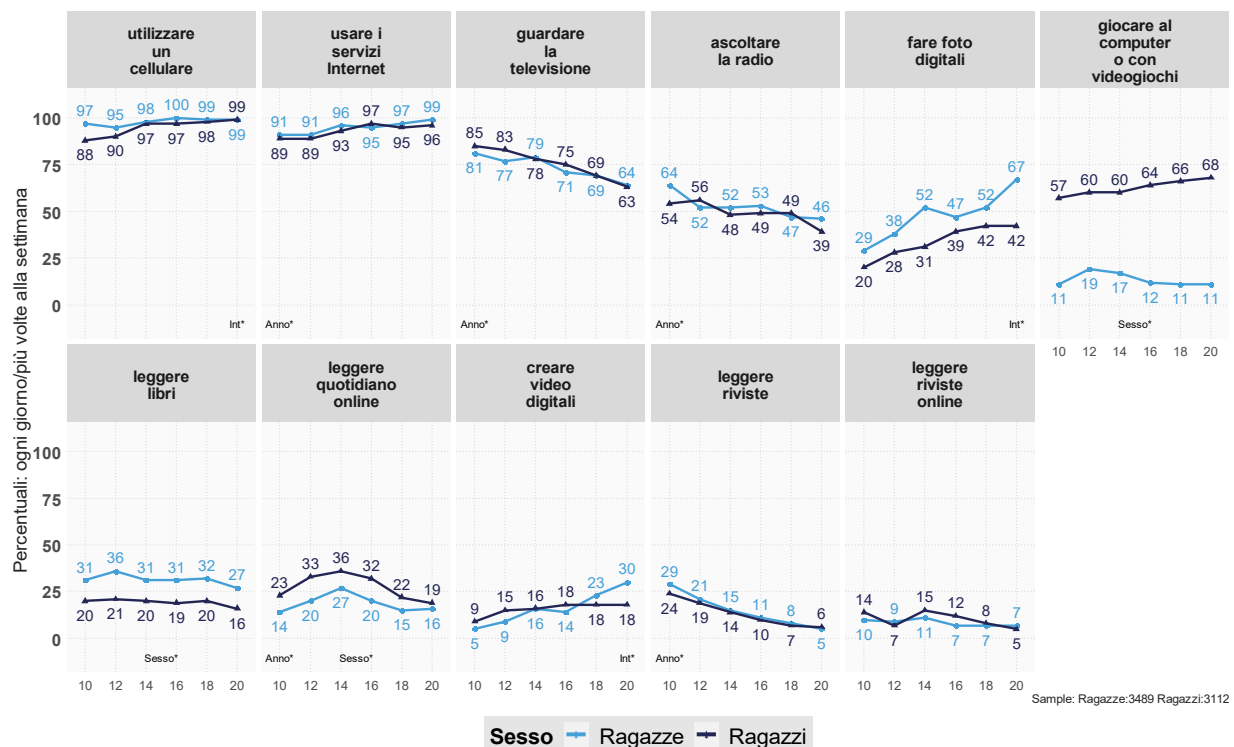 utilizzare
un
cellulare
usare i
servizi
Internet
guardare
la
televisione
ascoltare
la radio
fare foto
digitali
giocare al
computer
o con
videogiochi
Percentuali: ogni giorno/più volte alla settimana
100
75
50
25
0
97 95 98 100 99 99
88 90 97 97 98 99
Int*
91 91 96 95 97 99
89 89 93 97 95 96
Anno*
81 77 79 71 69 64
85 83 78 75 69 63
Anno*
64 52 52 53 47 46
54 56 48 49 49 39
Anno*
29 38 52 47 52 67
20 28 31 39 42 42
Int*
57 60 60 64 66 68
11 19 17 12 11 11
Sesso*
10 12 14 16 18 20
leggere
libri
leggere
quotidiano
online
creare
video
digitali
leggere
riviste
leggere
riviste
online
100
75
50
25
0
31 36 31 31 32 27
20 21 20 19 20 16
Sesso*
10 12 14 16 18 20
23 33 36 32 22 19
14 20 27 20 15 16
Anno* Sesso*
10 12 14 16 18 20
9 15 16 18 18 18
5 9 16 14 23 30
Int*
10 12 14 16 18 20
29 21 15 11 8 5
24 19 14 10 7 6
Anno*
10 12 14 16 18 20
14 7 15 12 8 5
10 9 11 7 7 7
10 12 14 16 18 20
Sample: Ragazze:3489 Ragazzi:3112
Sesso Ragazze Ragazzi